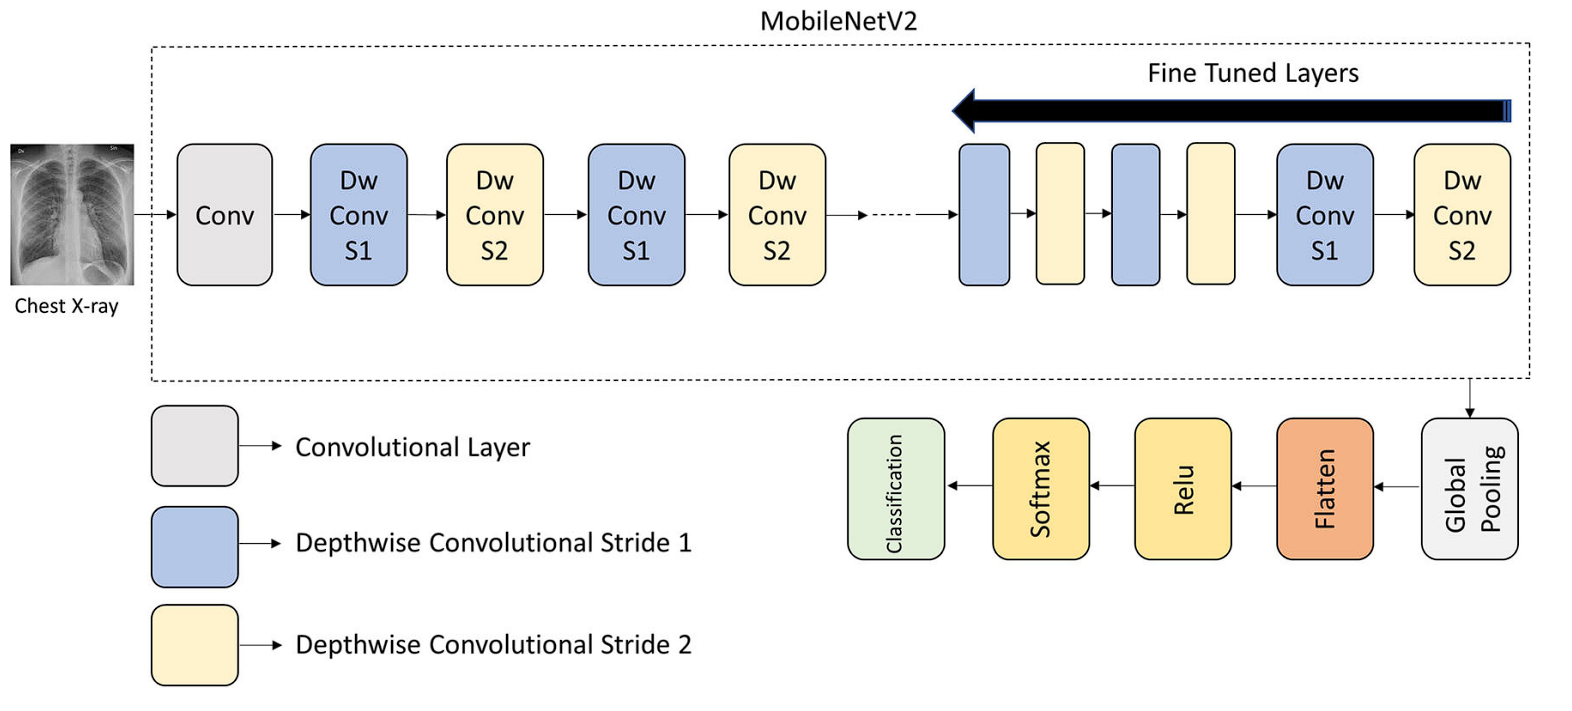 MobileNetV2
Fine Tuned Layers
Dx
Sin
Chest X-ray
Conv
Dw
Conv
S1
Dw
Conv
S2
Dw
Conv
S1
Dw
Conv
S2
Dw
Conv
S1
Dw
Conv
S2
Convolutional Layer
Depthwise Convolutional Stride 1
Depthwise Convolutional Stride 2
Global
Pooling
Flatten
Relu
Softmax
Classification